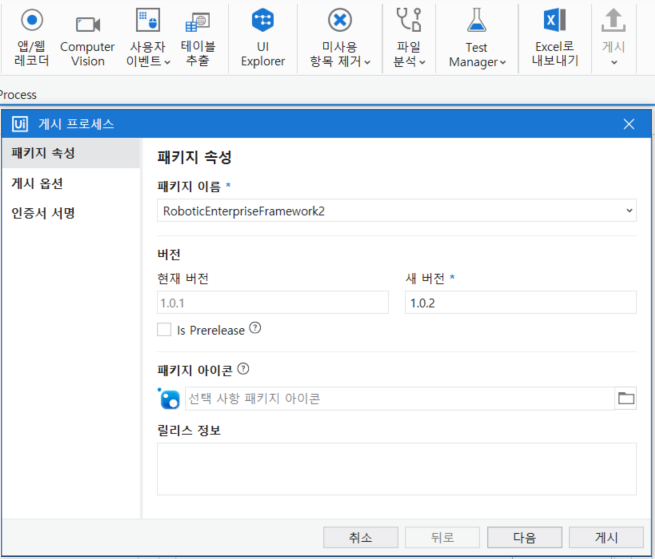 앱/웹
레코더
Computer
Vision
사용자
이벤트
테이블
추출
UI
Explorer
미사용
항목 제거
파일
분석
Test
Manager
Excel로
내보내기
게시
Process
Ui 게시 프로세스
패키지 속성
게시 옵션
인증서 서명
패키지 속성
패키지 이름 *
RoboticEnterpriseFramework2
버전
현재 버전
새 버전 *
1.0.1
1.0.2
Is Prerelease ?
패키지 아이콘 ?
선택 사항 패키지 아이콘
릴리스 정보
취소
뒤로
다음
게시